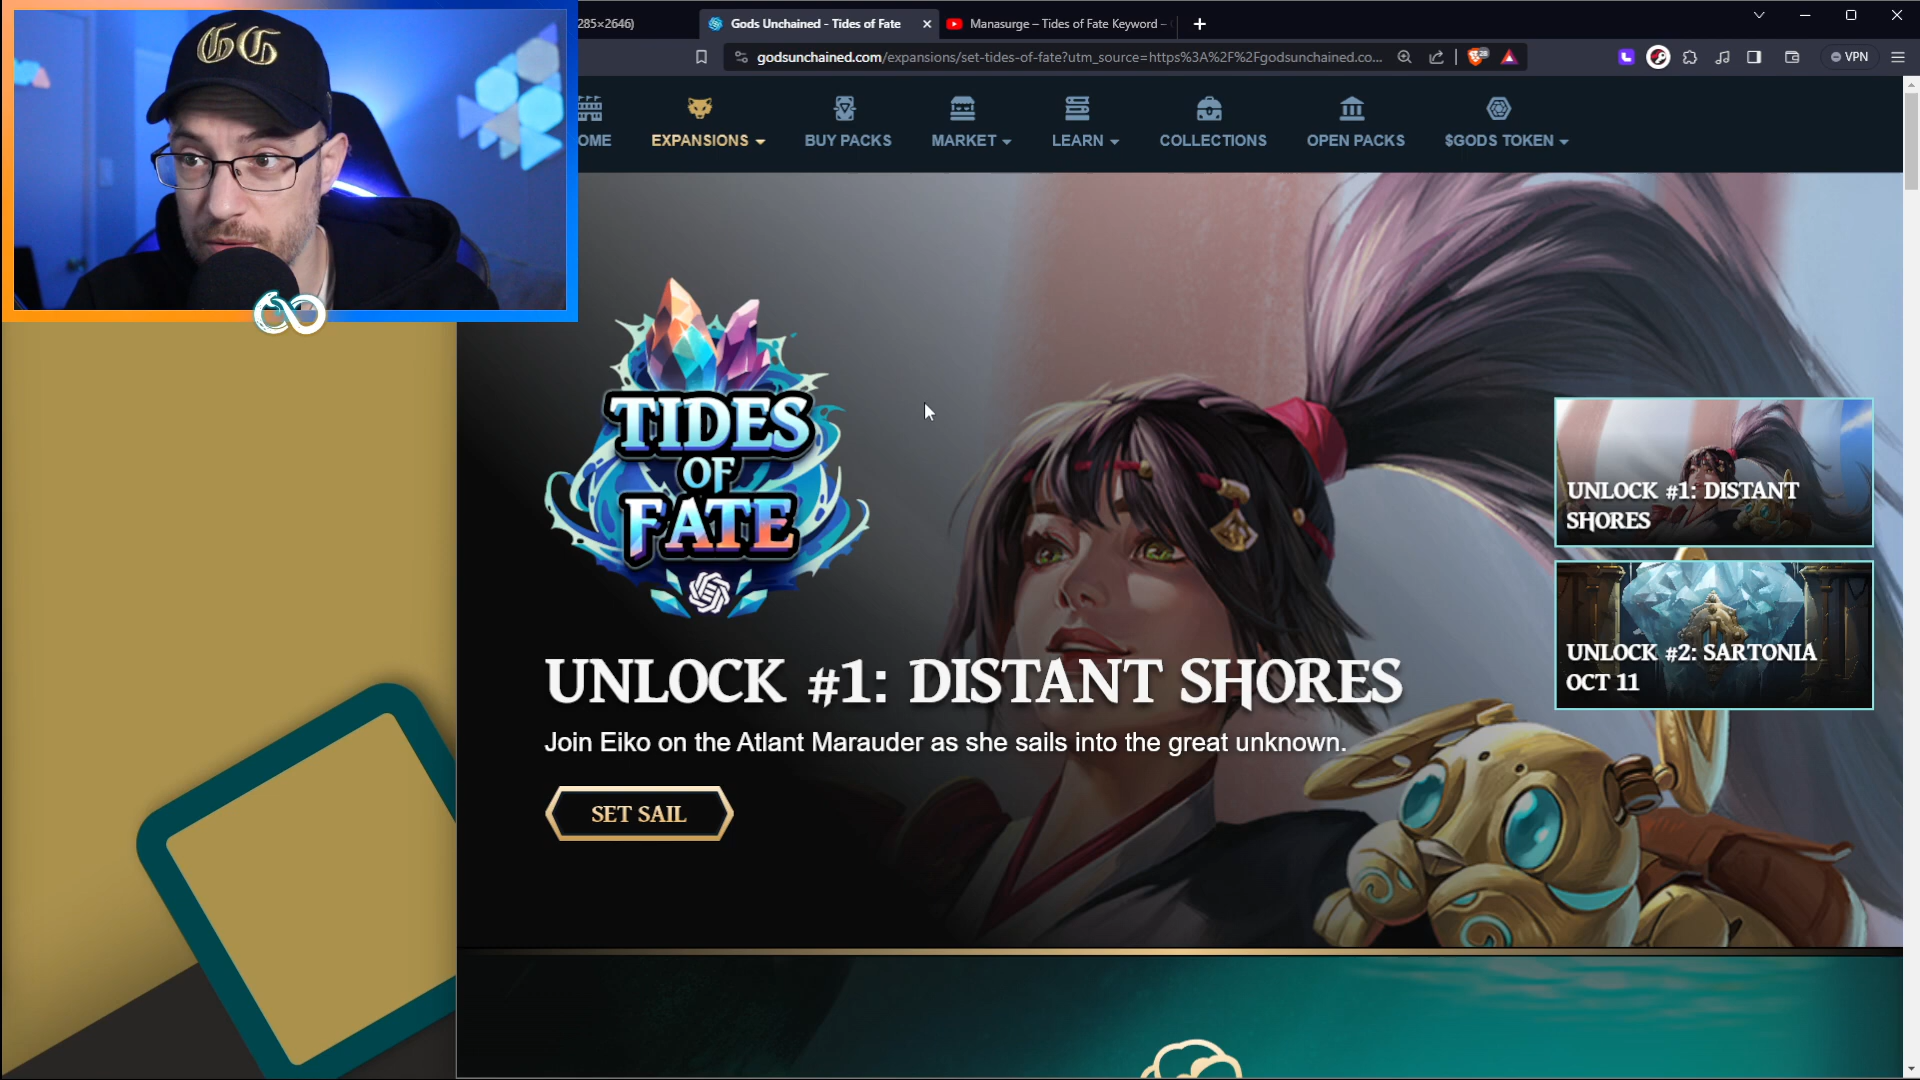 GG
285×2646)
Gods Unchained - Tides of Fate
Manasurge – Tides of Fate Keyword –
godsunchained.com/expansions/set-tides-of-fate?utm_source=https%3A%2F%2Fgodsunchained.co...
28
VPN
OME
EXPANSIONS
BUY PACKS
MARKET
LEARN
COLLECTIONS
OPEN PACKS
$GODS TOKEN
TIDES
OF
FATE
UNLOCK #1: DISTANT SHORES
Join Eiko on the Atlant Marauder as she sails into the great unknown.
SET SAIL
UNLOCK #1: DISTANT
SHORES
UNLOCK #2: SARTONIA
OCT 11